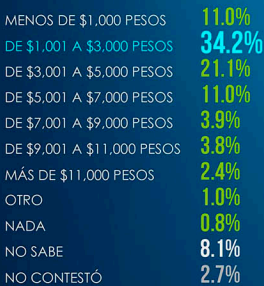 MENOS DE $1,000 PESOS 11.0%
DE $1,001 A $3,000 PESOS 34.2%
DE $3,001 A $5,000 PESOS 21.1%
DE $5,001 A $7,000 PESOS 11.0%
DE $7,001 A $9,000 PESOS 3.9%
DE $9,001 A $11,000 PESOS 3.8%
MÁS DE $11,000 PESOS 2.4%
OTRO 1.0%
NADA 0.8%
NO SABE 8.1%
NO CONTESTÓ 2.7%